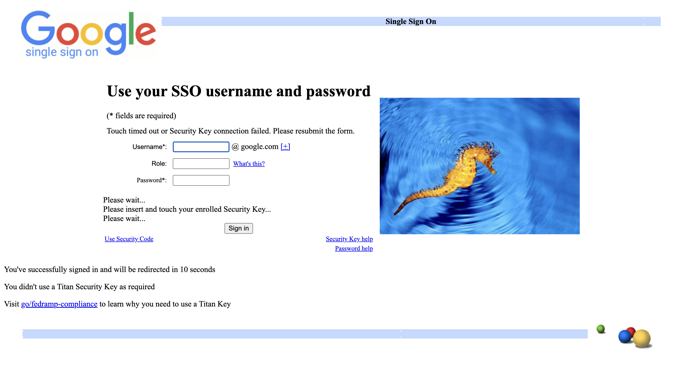 Google
single sign on
Single Sign On
Use your SSO username and password
(* fields are required)
Touch timed out or Security Key connection failed. Please resubmit the form.
Username*: @ google.com [+]
Role: What's this?
Password*:
Please wait...
Please insert and touch your enrolled Security Key...
Please wait...
Sign in
Use Security Code Security Key help
Password help
You've successfully signed in and will be redirected in 10 seconds
You didn't use a Titan Security Key as required
Visit go/fedramp-compliance to learn why you need to use a Titan Key